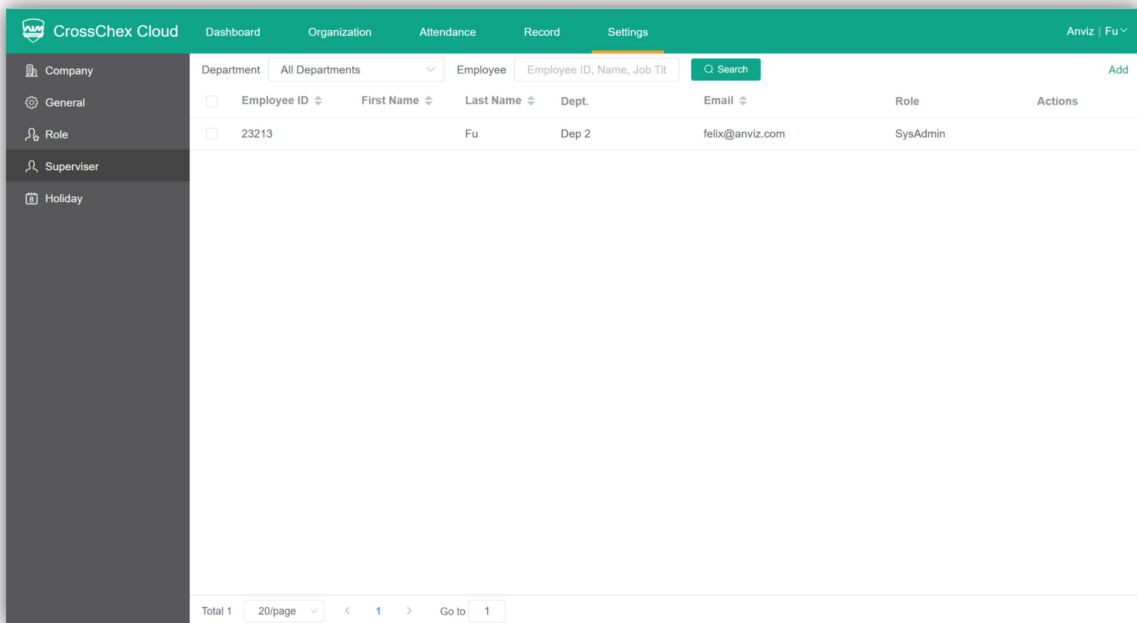 CrossChex Cloud Dashboard Organization Attendance Record Settings Anviz | Fu
Company
General
Role
Superviser
Holiday
8
Department All Departments Employee Employee ID, Name, Job Tit Search Add
Employee ID First Name Last Name Dept. Email Role Actions
23213 Fu Dep 2 felix@anviz.com SysAdmin
Total 1 20/page < 1 > Go to 1